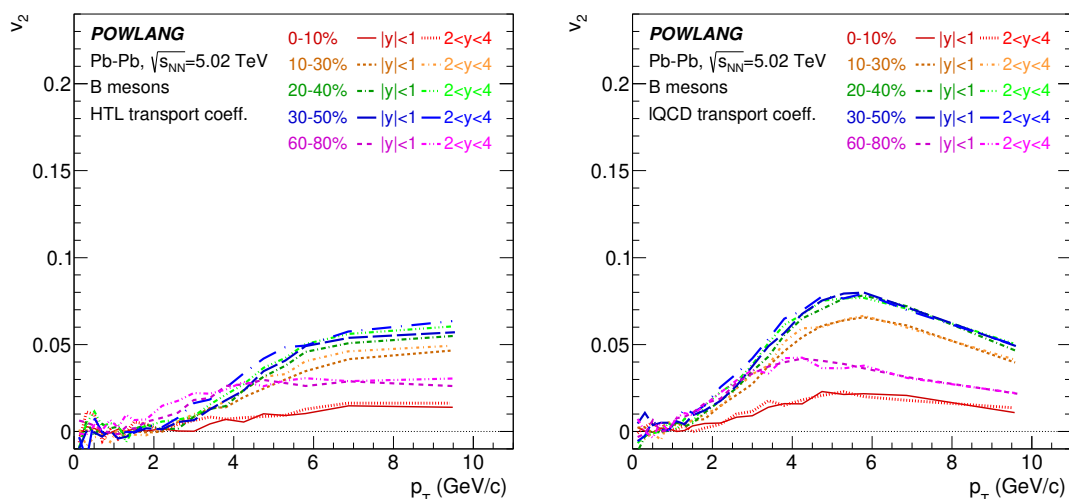 POWLANG
Pb-Pb, √sNN=5.02 TeV
B mesons
HTL transport coeff.
0-10% |y|<1 2<y<4
10-30% |y|<1 2<y<4
20-40% |y|<1 2<y<4
30-50% |y|<1 2<y<4
60-80% |y|<1 2<y<4
v2
0.2
0.15
0.1
0.05
0
0 2 4 6 8 10
pT (GeV/c)
POWLANG
Pb-Pb, √sNN=5.02 TeV
B mesons
lQCD transport coeff.
0-10% |y|<1 2<y<4
10-30% |y|<1 2<y<4
20-40% |y|<1 2<y<4
30-50% |y|<1 2<y<4
60-80% |y|<1 2<y<4
v2
0.2
0.15
0.1
0.05
0
0 2 4 6 8 10
pT (GeV/c)